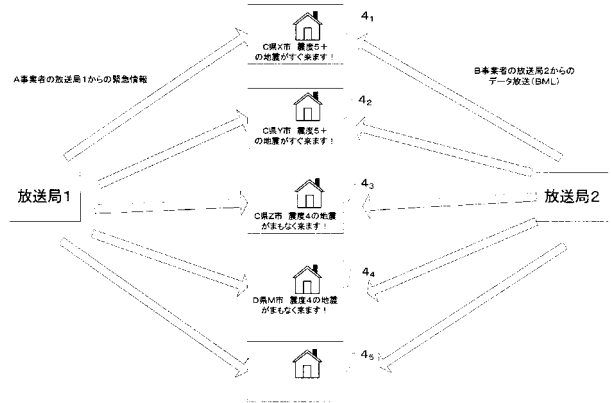 4₁
C県X市 震度5+
の地震がすぐ来ます!
A事業者の放送局1からの緊急情報
B事業者の放送局2からの
データ放送(BML)
4₂
C県Y市 震度5+
の地震がすぐ来ます!
放送局1
4₃
C県Z市 震度4の地震
がまもなく来ます!
放送局2
4₄
D県M市 震度4の地震
がまもなく来ます!
4₅